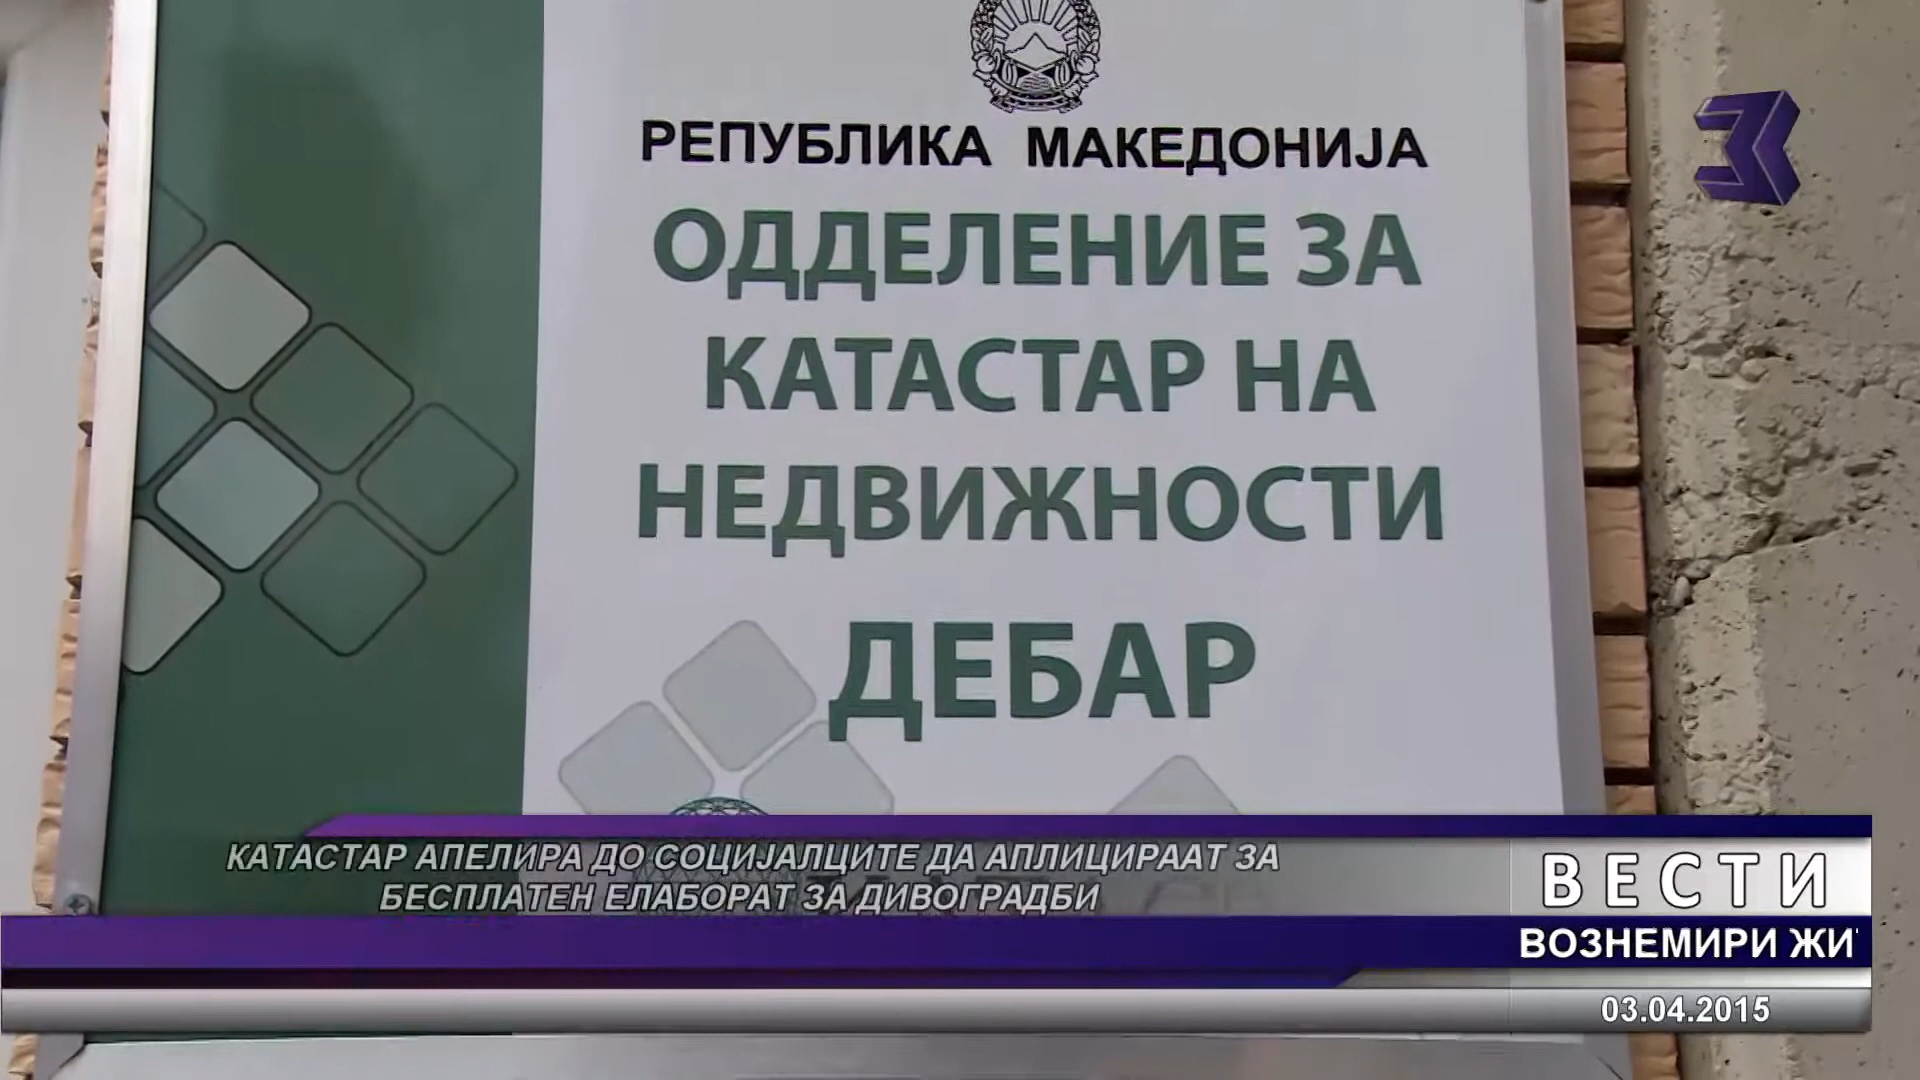 РЕПУБЛИКА МАКЕДОНИЈА
ОДДЕЛЕНИЕ ЗА
КАТАСТАР НА
НЕДВИЖНОСТИ
ДЕБАР
КАТАСТАР АПЕЛИРА ДО СОЦИЈАЛЦИТЕ ДА АПЛИЦИРААТ ЗА
БЕСПЛАТЕН ЕЛАБОРАТ ЗА ДИВОГРАДБИ
ВЕСТИ
ВОЗНЕМИРИ
03.04.2015